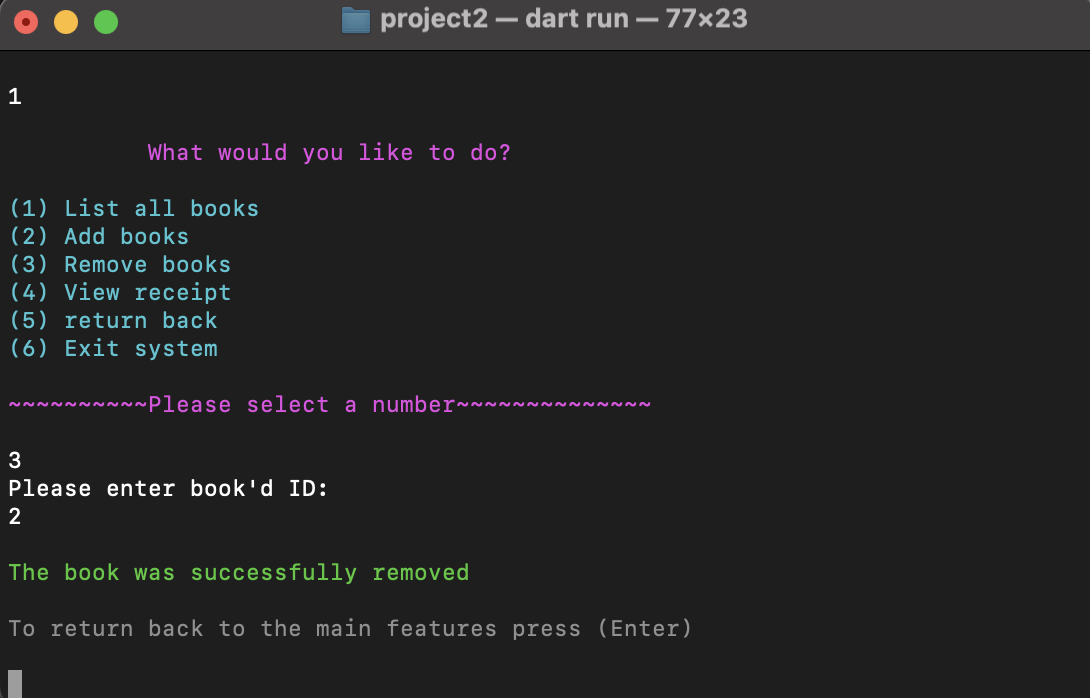 project2 — dart run — 77×23
1
What would you like to do?
(1) List all books
(2) Add books
(3) Remove books
(4) View receipt
(5) return back
(6) Exit system
~~~~~~~~~~Please select a number~~~~~~~~~~~~~~
3
Please enter book'd ID:
2
The book was successfully removed
To return back to the main features press (Enter)